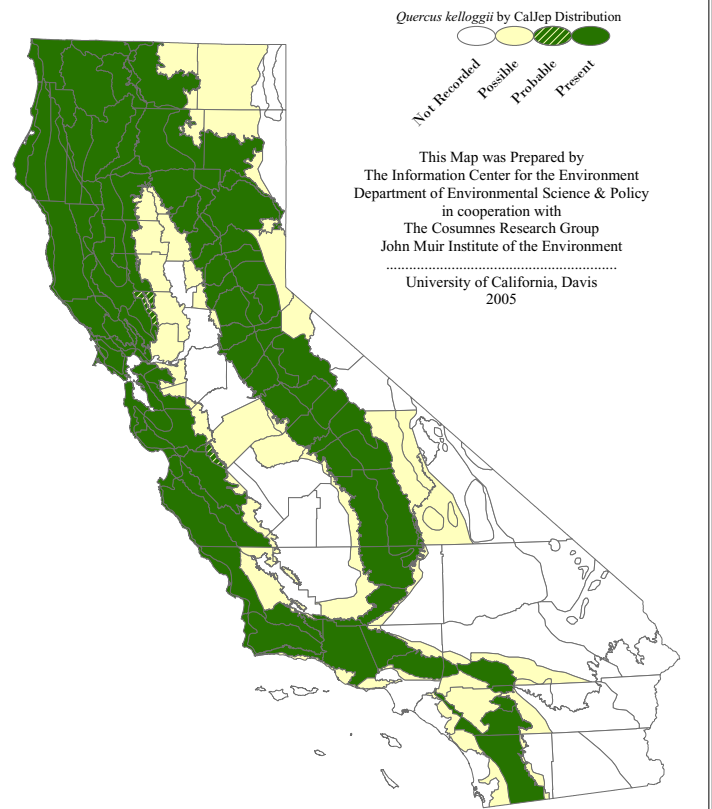 Quercus kelloggii by CalJep Distribution
Not Recorded
Possible
Probable
Present
This Map was Prepared by
The Information Center for the Environment
Department of Environmental Science & Policy
in cooperation with
The Cosumnes Research Group
John Muir Institute of the Environment
..........................................................
University of California, Davis
2005